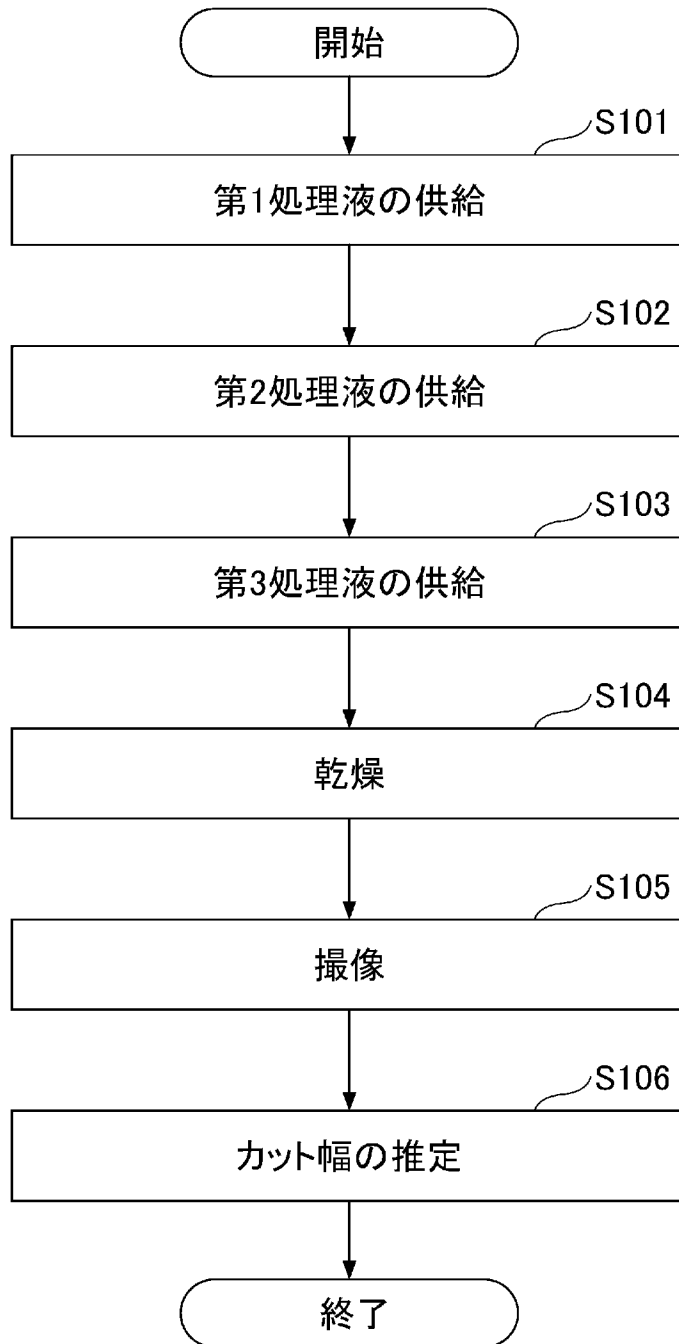 開始
S101
第1処理液の供給
S102
第2処理液の供給
S103
第3処理液の供給
S104
乾燥
S105
撮像
S106
カット幅の推定
終了